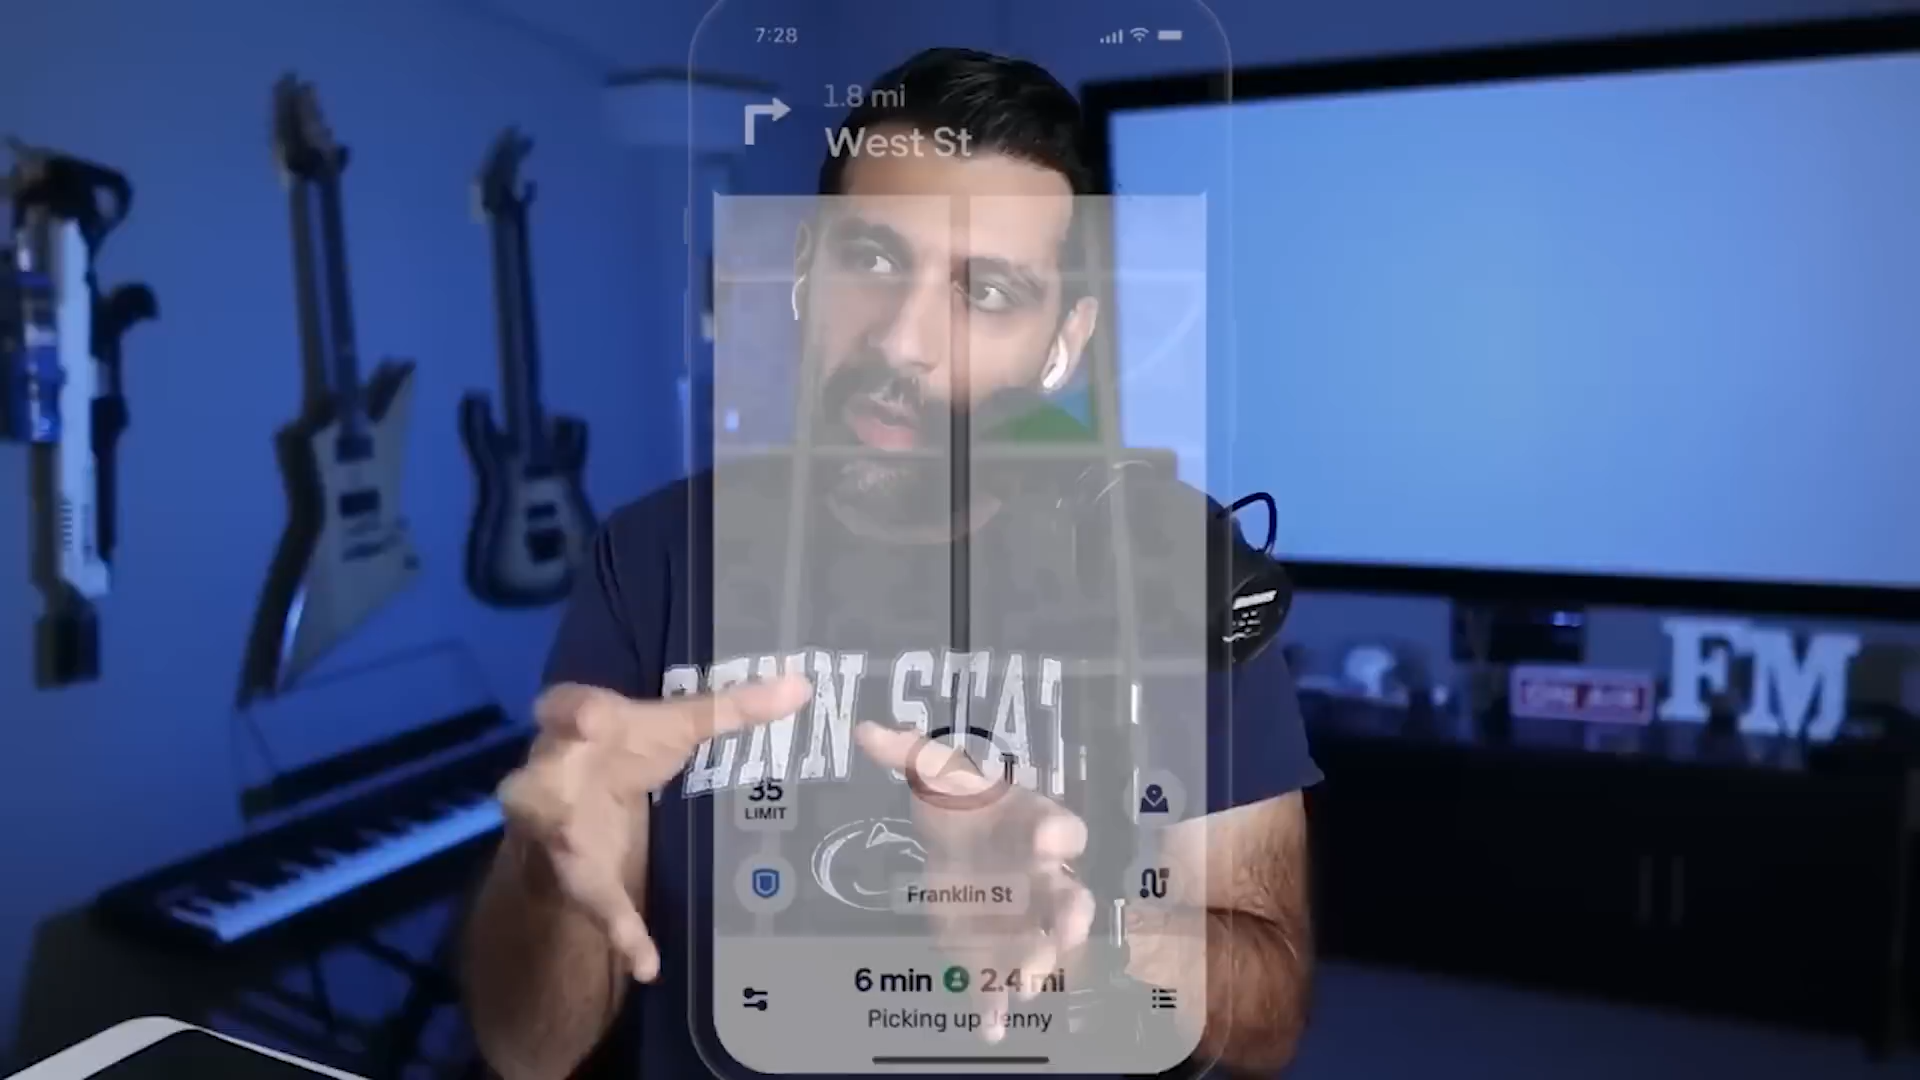 7:28
1.8 mi
West St
PENN STATE
ON AIR
FM
35
LIMIT
Franklin St
6 min 2.4 mi
Picking up Jenny